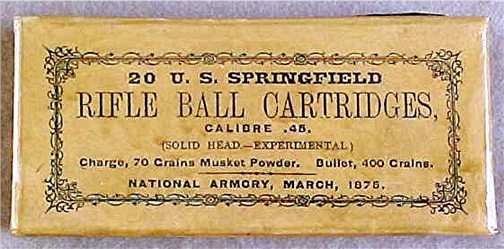 20 U. S. SPRINGFIELD
RIFLE BALL CARTRIDGES,
CALIBRE .45.
(SOLID HEAD.—EXPERIMENTAL)
Charge, 70 Grains Musket Powder. Bullet, 400 Grains.
NATIONAL ARMORY, MARCH, 1875.